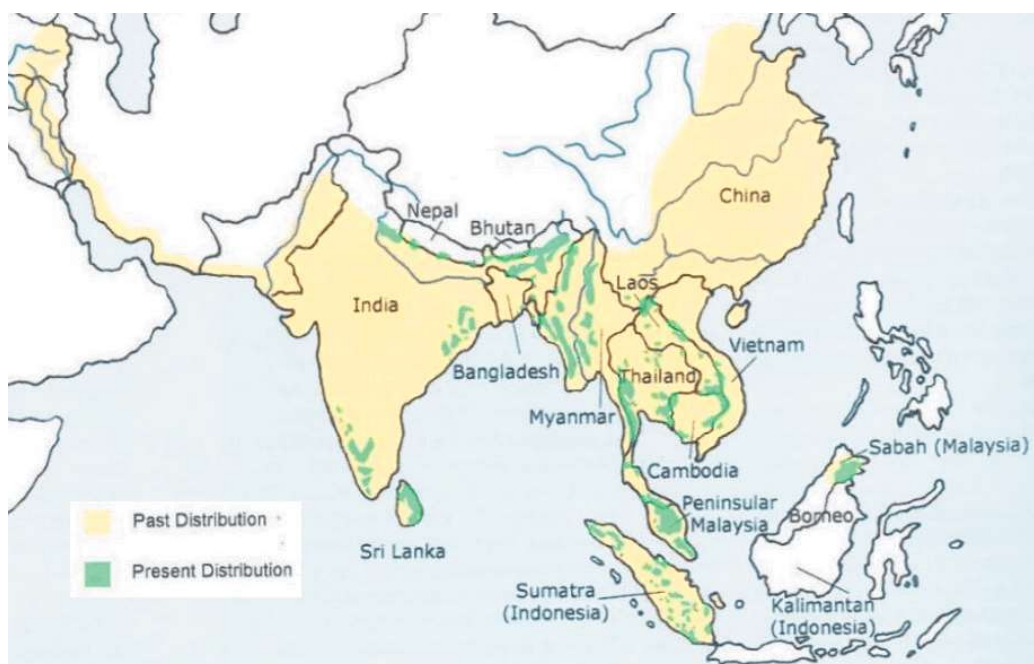 China
Nepal
Bhutan
India
Laos
Bangladesh
Thailand
Vietnam
Myanmar
Cambodia
Sabah (Malaysia)
Peninsular
Malaysia
Borneo
Past Distribution
Present Distribution
Sri Lanka
Sumatra
(Indonesia)
Kalimantan
(Indonesia)